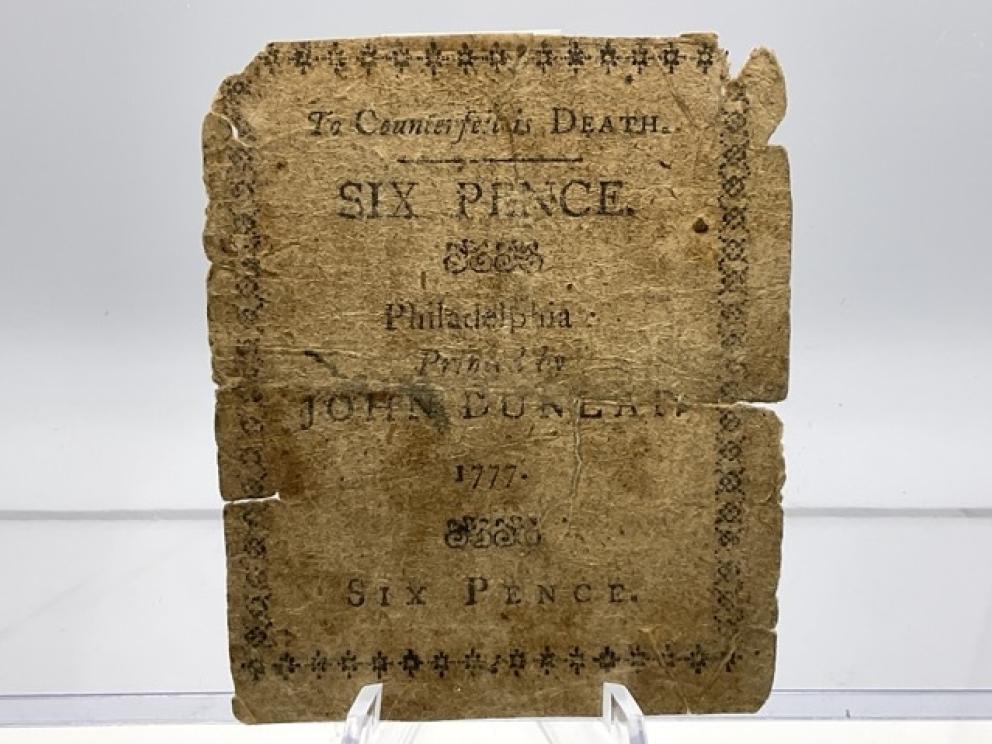 To Counterfeit is DEATH.
SIX PENCE.
Philadelphia:
Printed by
JOHN DUNLAP.
1777.
SIX PENCE.